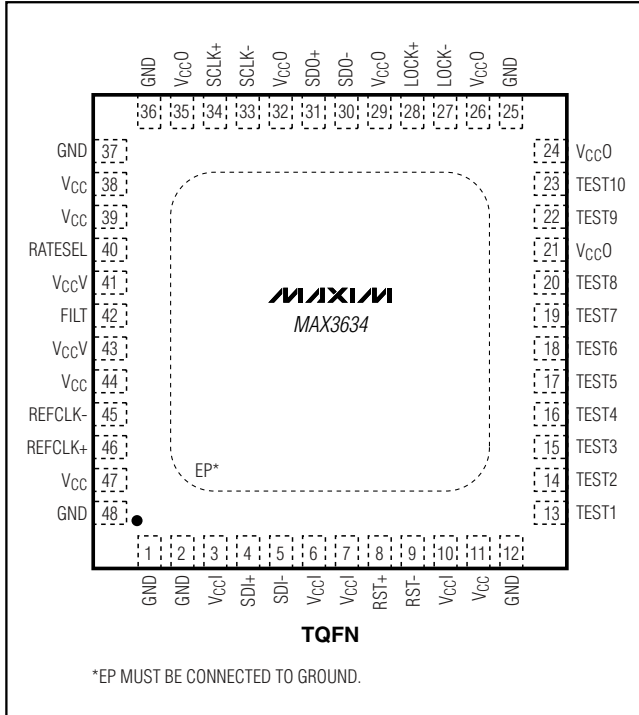 GND VCCO SCLK+ SCLK- VCCO SDO+ SDO- VCCO LOCK+ LOCK- VCCO GND
36 35 34 33 32 31 30 29 28 27 26 25
GND 37
VCC 38
VCC 39
RATESEL 40
VCCV 41
FILT 42
VCCV 43
VCC 44
REFCLK- 45
REFCLK+ 46
VCC 47
GND 48
MAXIM
MAX3634
EP*
24 VCCO
23 TEST10
22 TEST9
21 VCCO
20 TEST8
19 TEST7
18 TEST6
17 TEST5
16 TEST4
15 TEST3
14 TEST2
13 TEST1
1 2 3 4 5 6 7 8 9 10 11 12
GND GND VCCI SDI+ SDI- VCCI VCCI RST+ RST- VCCI VCC GND
TQFN
*EP MUST BE CONNECTED TO GROUND.